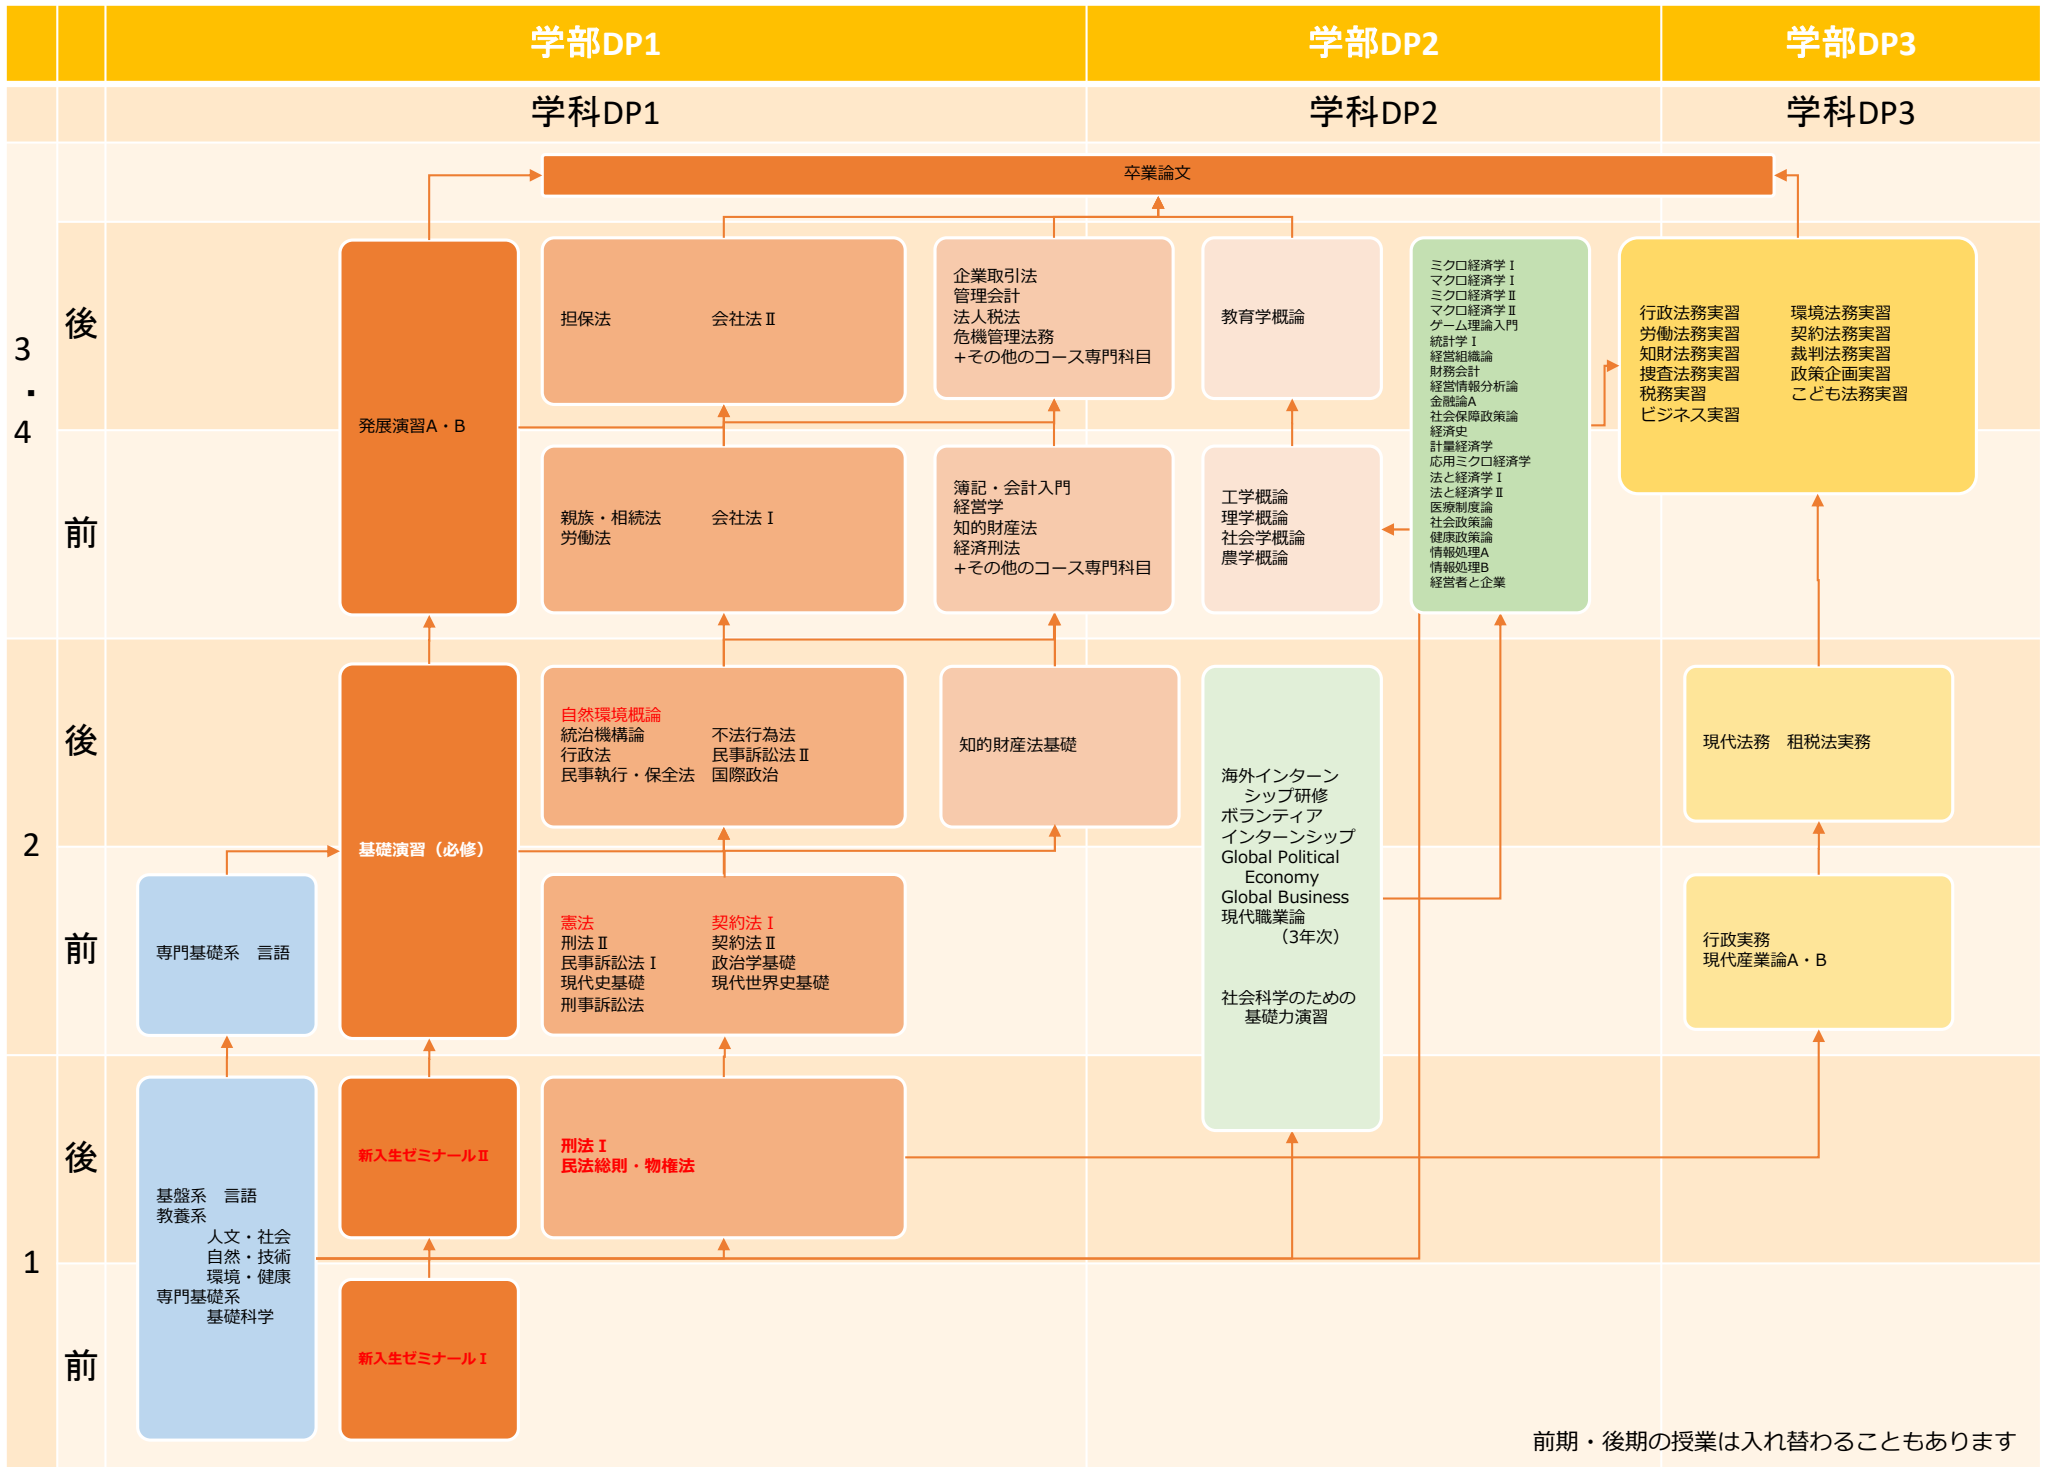 学部DP1
学部DP2
学部DP3
学科DP1
学科DP2
学科DP3
卒業論文
3・4
後
前
発展演習A・B
担保法 会社法Ⅱ
企業取引法
管理会計
法人税法
危機管理法務
+その他のコース専門科目
教育学概論
ミクロ経済学Ⅰ
マクロ経済学Ⅰ
ミクロ経済学Ⅱ
マクロ経済学Ⅱ
ゲーム理論入門
統計学Ⅰ
経営組織論
財務会計
経営情報分析論
金融論A
社会保障政策論
経済史
計量経済学
応用ミクロ経済学
法と経済学Ⅰ
法と経済学Ⅱ
医療制度論
社会政策論
健康政策論
情報処理A
情報処理B
経営者と企業
行政法務実習 環境法務実習
労働法務実習 契約法務実習
知財法務実習 裁判法務実習
捜査法務実習 政策企画実習
税務実習 こども法務実習
ビジネス実習
親族・相続法 会社法Ⅰ
労働法
簿記・会計入門
経営学
知的財産法
経済刑法
+その他のコース専門科目
工学概論
理学概論
社会学概論
農学概論
2
後
前
基礎演習（必修）
自然環境概論
統治機構論 不法行為法
行政法 民事訴訟法Ⅱ
民事執行・保全法 国際政治
知的財産法基礎
海外インターン
シップ研修
ボランティア
インターンシップ
Global Political
Economy
Global Business
現代職業論
（3年次）
社会科学のための
基礎力演習
現代法務 租税法実務
専門基礎系 言語
憲法 契約法Ⅰ
刑法Ⅱ 契約法Ⅱ
民事訴訟法Ⅰ 政治学基礎
現代史基礎 現代世界史基礎
刑事訴訟法
行政実務
現代産業論A・B
1
後
前
基盤系 言語
教養系
人文・社会
自然・技術
環境・健康
専門基礎系
基礎科学
新入生ゼミナールⅡ
刑法Ⅰ
民法総則・物権法
新入生ゼミナールⅠ
前期・後期の授業は入れ替わることもあります